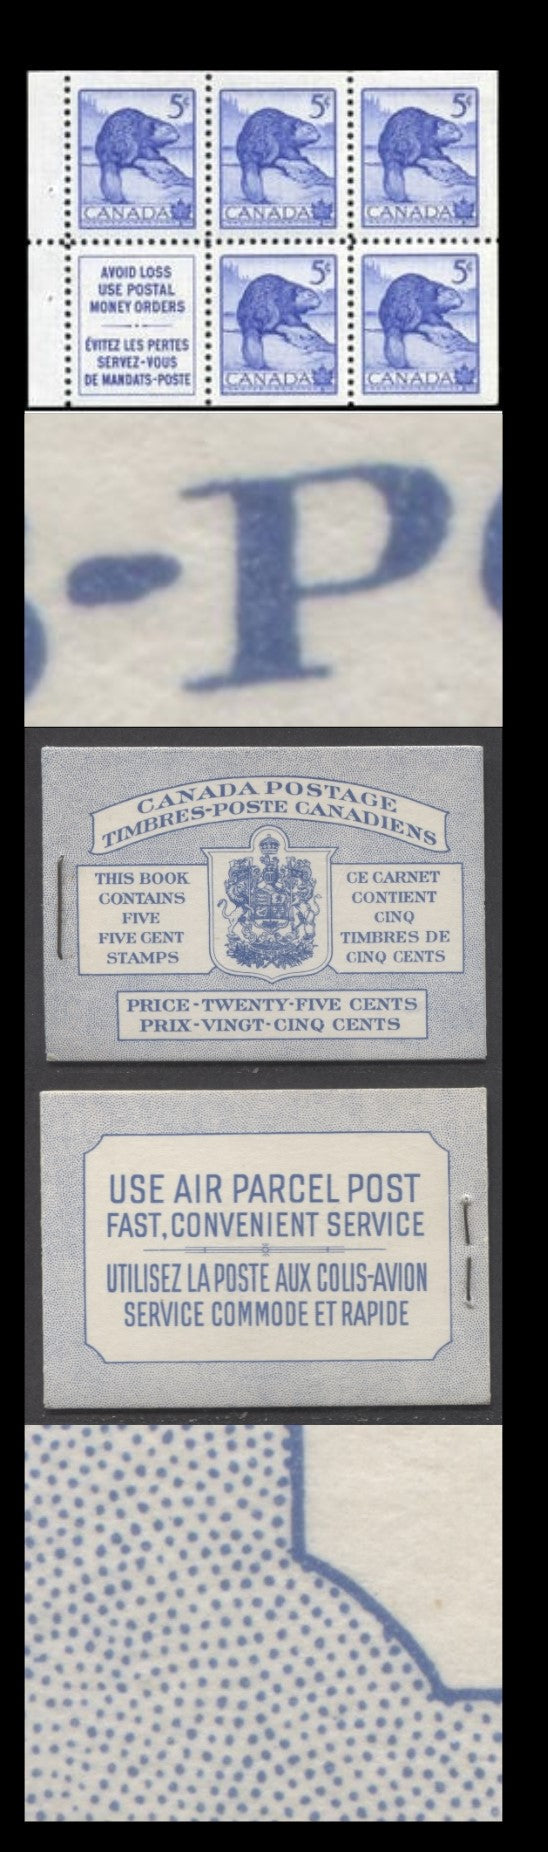 5¢ 5¢ 5¢
CANADA CANADA CANADA
AVOID LOSS
USE POSTAL
MONEY ORDERS
ÉVITEZ LES PERTES
SERVEZ-VOUS
DE MANDATS-POSTE
5¢ 5¢
CANADA CANADA
-P
CANADA POSTAGE
TIMBRES-POSTE CANADIENS
THIS BOOK
CONTAINS
FIVE
FIVE CENT
STAMPS
CE CARNET
CONTIENT
CINQ
TIMBRES DE
CINQ CENTS
PRICE-TWENTY-FIVE CENTS
PRIX-VINGT-CINQ CENTS
USE AIR PARCEL POST
FAST, CONVENIENT SERVICE
UTILISEZ LA POSTE AUX COLIS-AVION
SERVICE COMMODE ET RAPIDE